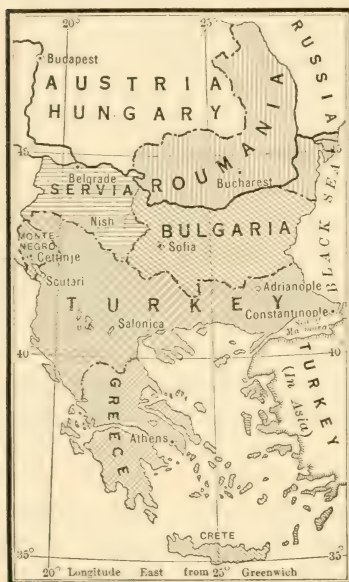 20° 25°
Budapest
AUSTRIA
HUNGARY
RUSSIA
45
45
ROUMANIA
Belgrade
SERVIA
Bucharest
BLACK SEA
Nish
BULGARIA
Sofia
MONTE-
NEGRO
Cettinje
Scutari
Adrianople
TURKEY
Constantinople
Salonica
40
40
TURKEY
(In Asia)
GREECE
Athens
CRETE
35°
35°
20° Longitude East from 25° Greenwich